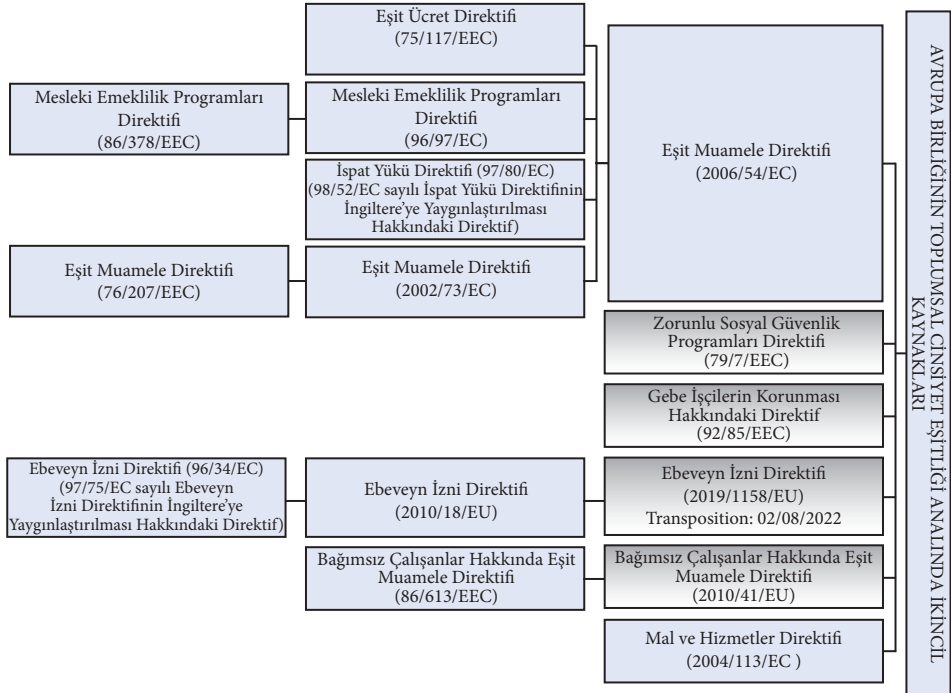 Eşit Ücret Direktifi
(75/117/EEC)
Mesleki Emeklilik Programları
Direktifi
(86/378/EEC)
Mesleki Emeklilik Programları
Direktifi
(96/97/EC)
İspat Yükü Direktifi (97/80/EC)
(98/52/EC sayılı İspat Yükü Direktifinin
İngiltere’ye Yaygınlaştırılması
Hakkındaki Direktif)
Eşit Muamele Direktifi
(76/207/EEC)
Eşit Muamele Direktifi
(2002/73/EC)
Eşit Muamele Direktifi
(2006/54/EC)
Zorunlu Sosyal Güvenlik
Programları Direktifi
(79/7/EEC)
Gebe İşçilerin Korunması
Hakkındaki Direktif
(92/85/EEC)
Ebeveyn İzni Direktifi (96/34/EC)
(97/75/EC sayılı Ebeveyn
İzni Direktifinin İngiltere’ye
Yaygınlaştırılması Hakkındaki Direktif)
Ebeveyn İzni Direktifi
(2010/18/EU)
Ebeveyn İzni Direktifi
(2019/1158/EU)
Transposition: 02/08/2022
Bağımsız Çalışanlar Hakkında Eşit
Muamele Direktifi
(86/613/EEC)
Bağımsız Çalışanlar Hakkında Eşit
Muamele Direktifi
(2010/41/EU)
Mal ve Hizmetler Direktifi
(2004/113/EC )
AVRUPA BİRLİĞİNİN TOPLUMSAL CİNSİYET EŞİTLİĞİ ANALINDA İKİNCİL
KAYNAKLARI